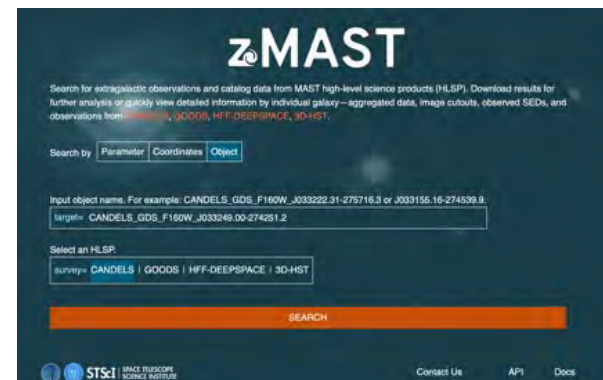 zMAST
Search for extragalactic observations and catalog data from MAST high-level science products (HLSP). Download results for
further analysis or quickly view detailed information by individual galaxy—aggregated data, image cutouts, observed SEDs, and
observations from CANDELS, GOODS, HFF-DEEPSPACE, 3D-HST.
Search by Parameter Coordinates Object
Input object name. For example: CANDELS_GDS_F160W_J033222.31-275716.3 or J033155.16-274539.9.
target= CANDELS_GDS_F160W_J033249.00-274251.2
Select an HLSP:
survey= CANDELS | GOODS | HFF-DEEPSPACE | 3D-HST
SEARCH
STScI | SPACE TELESCOPE
SCIENCE INSTITUTE
Contact Us API Docs